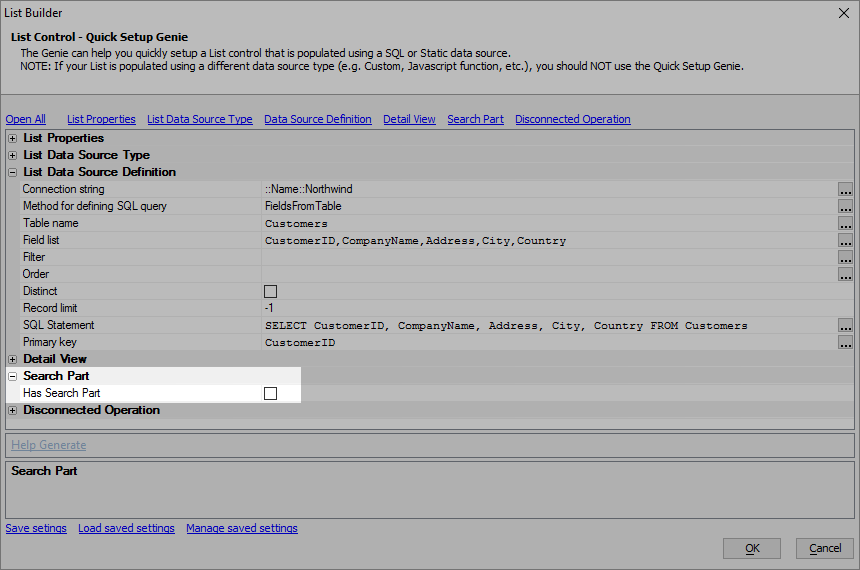 List Builder
List Control - Quick Setup Genie
The Genie can help you quickly setup a List control that is populated using a SQL or Static data source.
NOTE: If your List is populated using a different data source type (e.g. Custom, Javascript function, etc.), you should NOT use the Quick Setup Genie.
Open All List Properties List Data Source Type Data Source Definition Detail View Search Part Disconnected Operation
List Properties
List Data Source Type
List Data Source Definition
Connection string ::Name::Northwind ...
Method for defining SQL query FieldsFromTable ...
Table name Customers ...
Field list CustomerID,CompanyName,Address,City,Country ...
Filter ...
Order ...
Distinct
Record limit -1
SQL Statement SELECT CustomerID, CompanyName, Address, City, Country FROM Customers ...
Primary key CustomerID ...
Detail View
Search Part
Has Search Part
Disconnected Operation
Help Generate
Search Part
Save setings Load saved settings Manage saved settings
OK Cancel